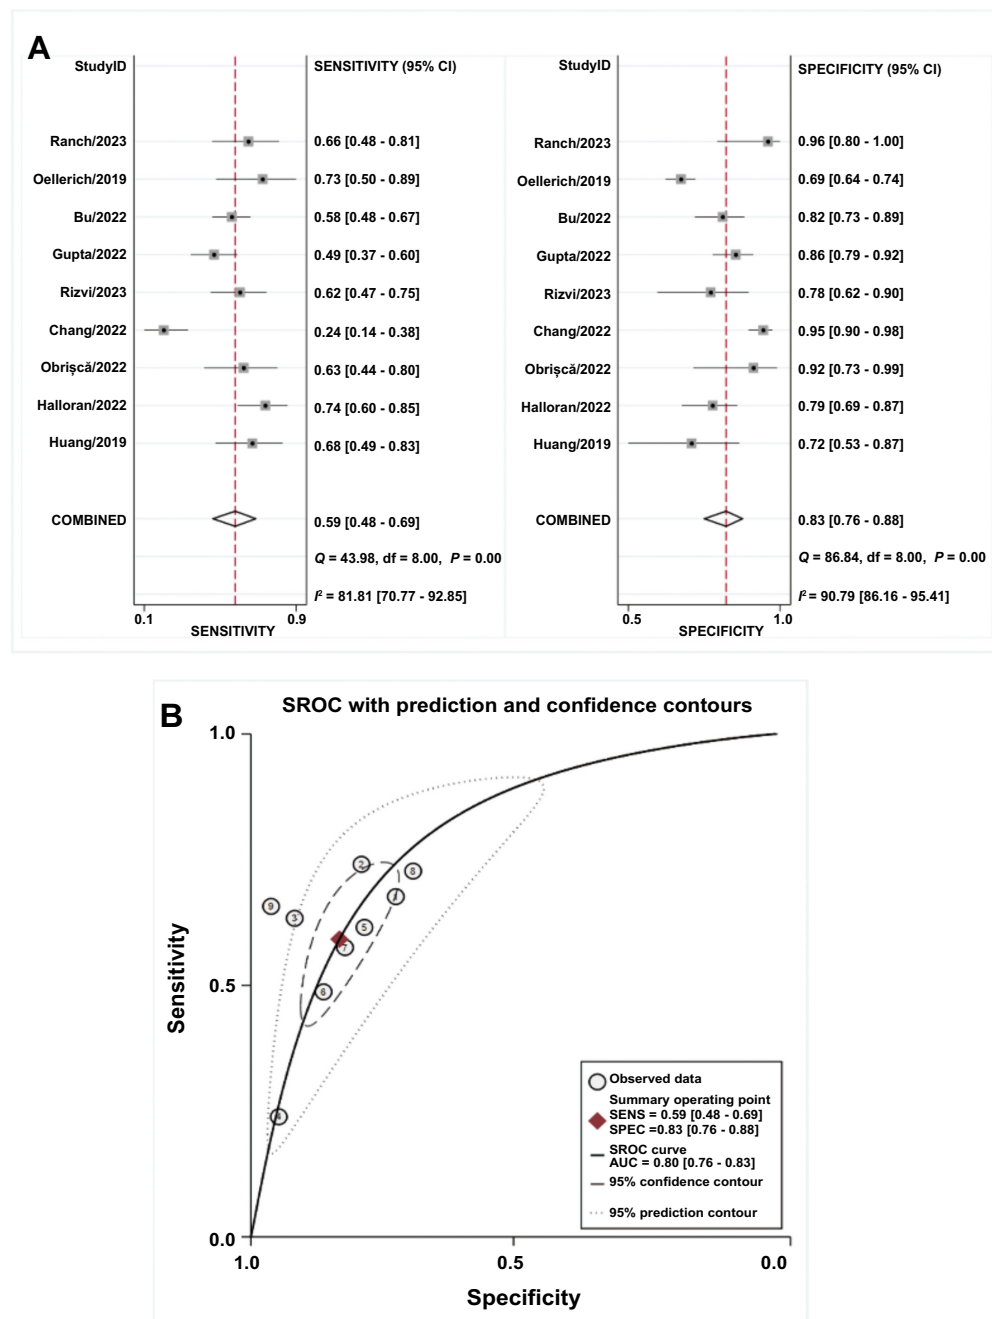 A
StudyID SENSITIVITY (95% CI)
Ranch/2023 0.66 [0.48 - 0.81]
Oellerich/2019 0.73 [0.50 - 0.89]
Bu/2022 0.58 [0.48 - 0.67]
Gupta/2022 0.49 [0.37 - 0.60]
Rizvi/2023 0.62 [0.47 - 0.75]
Chang/2022 0.24 [0.14 - 0.38]
Obrișcă/2022 0.63 [0.44 - 0.80]
Halloran/2022 0.74 [0.60 - 0.85]
Huang/2019 0.68 [0.49 - 0.83]
COMBINED 0.59 [0.48 - 0.69]
Q = 43.98, df = 8.00, P = 0.00
I² = 81.81 [70.77 - 92.85]
0.1 0.9
SENSITIVITY
StudyID SPECIFICITY (95% CI)
Ranch/2023 0.96 [0.80 - 1.00]
Oellerich/2019 0.69 [0.64 - 0.74]
Bu/2022 0.82 [0.73 - 0.89]
Gupta/2022 0.86 [0.79 - 0.92]
Rizvi/2023 0.78 [0.62 - 0.90]
Chang/2022 0.95 [0.90 - 0.98]
Obrișcă/2022 0.92 [0.73 - 0.99]
Halloran/2022 0.79 [0.69 - 0.87]
Huang/2019 0.72 [0.53 - 0.87]
COMBINED 0.83 [0.76 - 0.88]
Q = 86.84, df = 8.00, P = 0.00
I² = 90.79 [86.16 - 95.41]
0.5 1.0
SPECIFICITY
B
SROC with prediction and confidence contours
1.0
2
8
9
3
5
7
Sensitivity
0.5
6
Observed data
Summary operating point
SENS = 0.59 [0.48 - 0.69]
SPEC =0.83 [0.76 - 0.88]
SROC curve
AUC = 0.80 [0.76 - 0.83]
95% confidence contour
95% prediction contour
0.0
1.0 0.5 0.0
Specificity